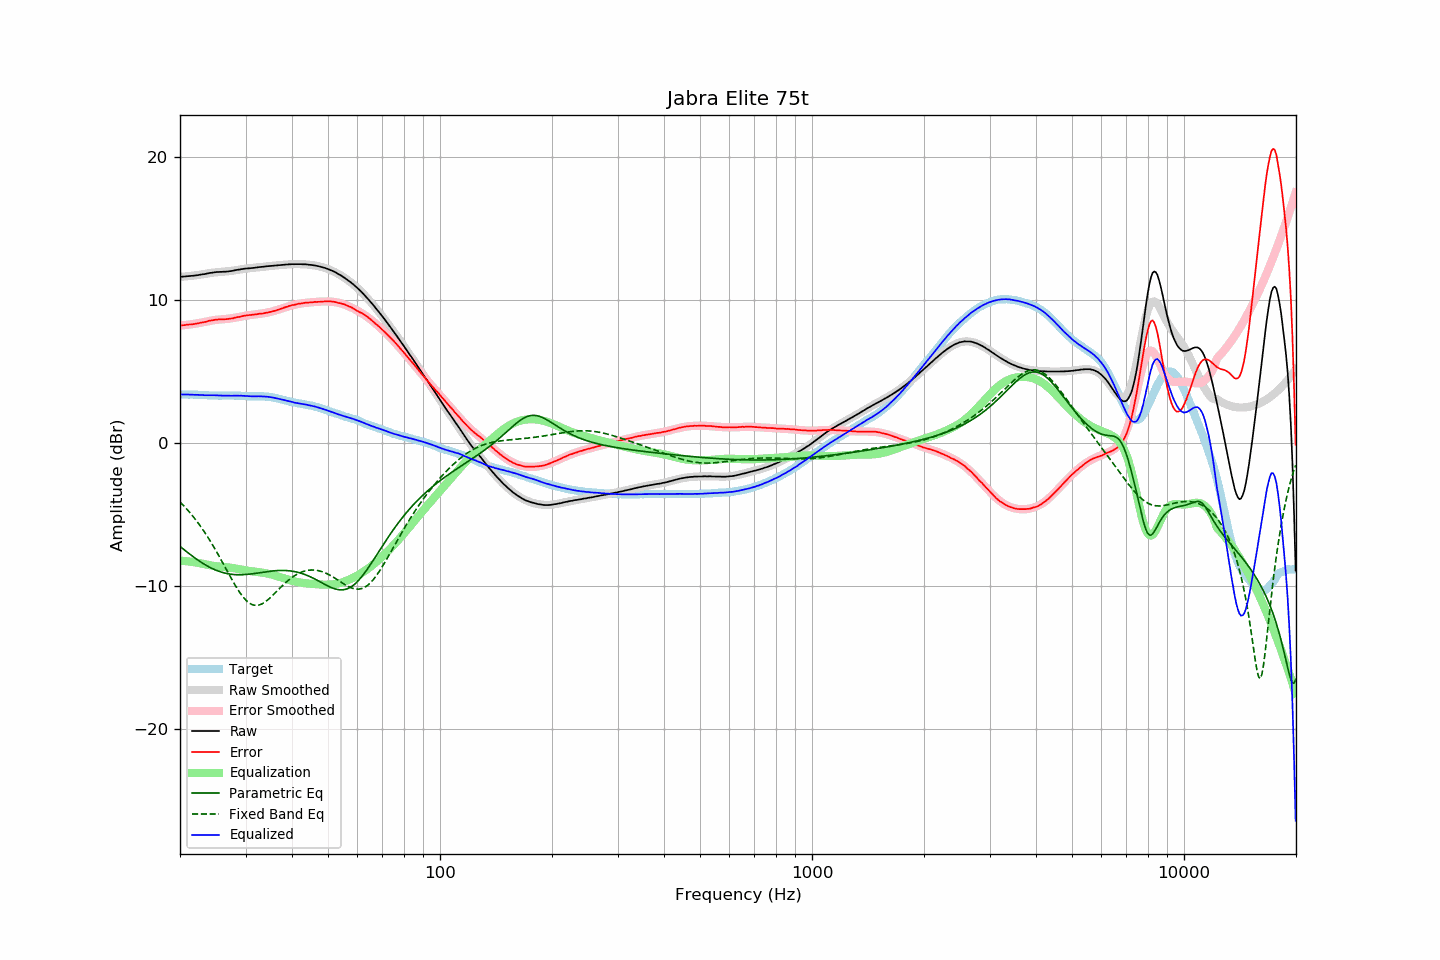 Jabra Elite 75t
20
10
0
−10
−20
Amplitude (dBr)
Target
Raw Smoothed
Error Smoothed
Raw
Error
Equalization
Parametric Eq
Fixed Band Eq
Equalized
100
1000
10000
Frequency (Hz)